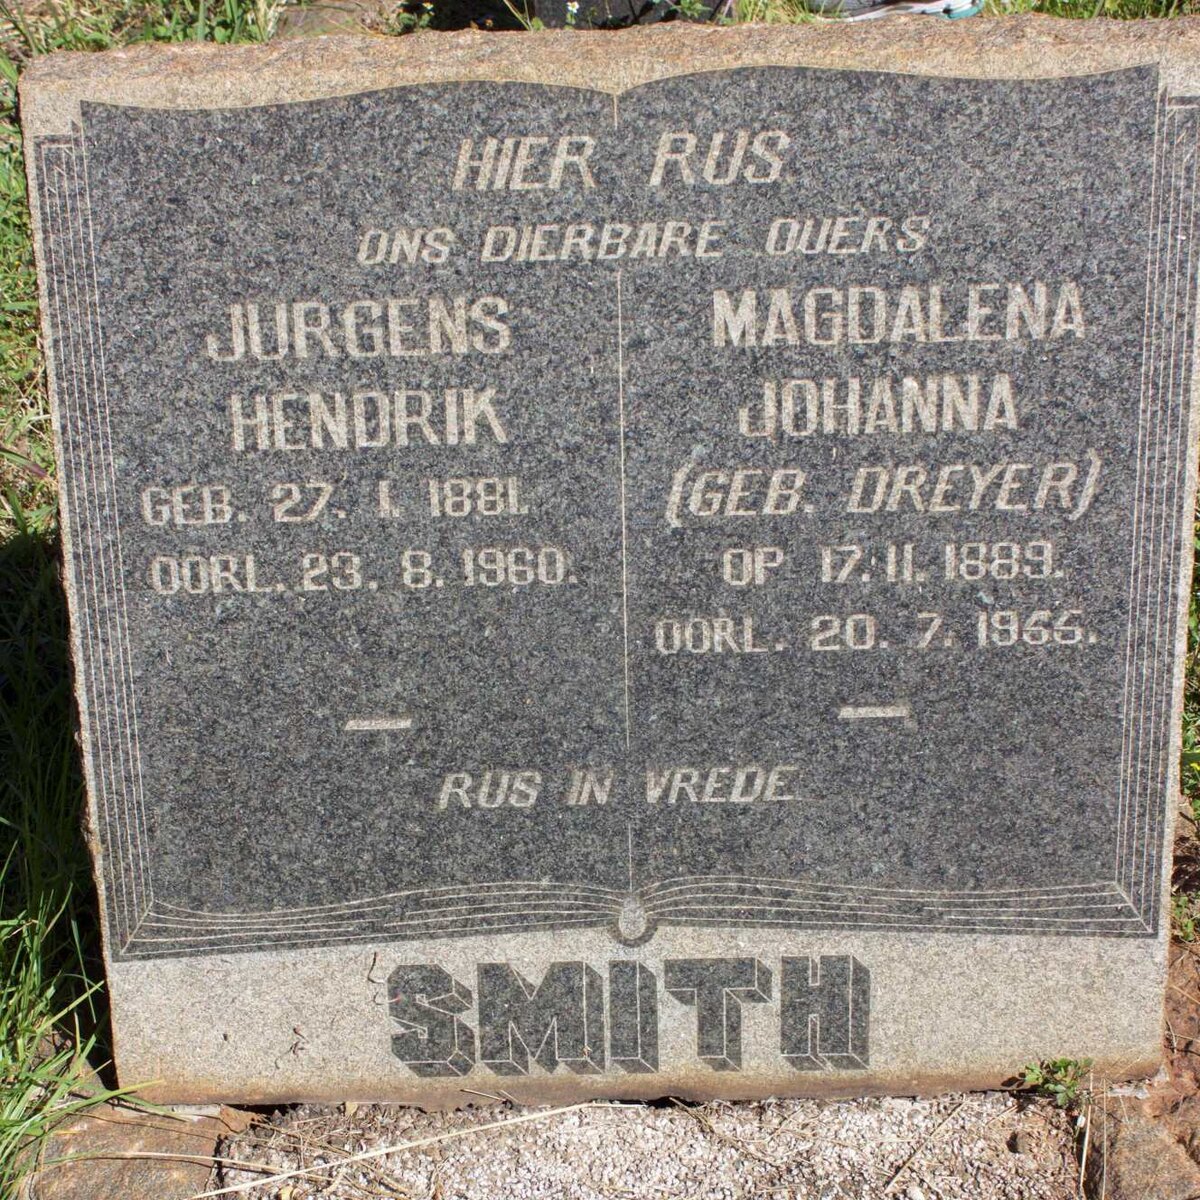 HIER RUS
ONS DIERBARE OUERS
JURGENS
HENDRIK
GEB. 27. 1. 1881.
OORL. 23. 8. 1960.
MAGDALENA
JOHANNA
(GEB. DREYER)
OP 17. 11. 1889.
OORL. 20. 7. 1966.
RUS IN VREDE
SMITH